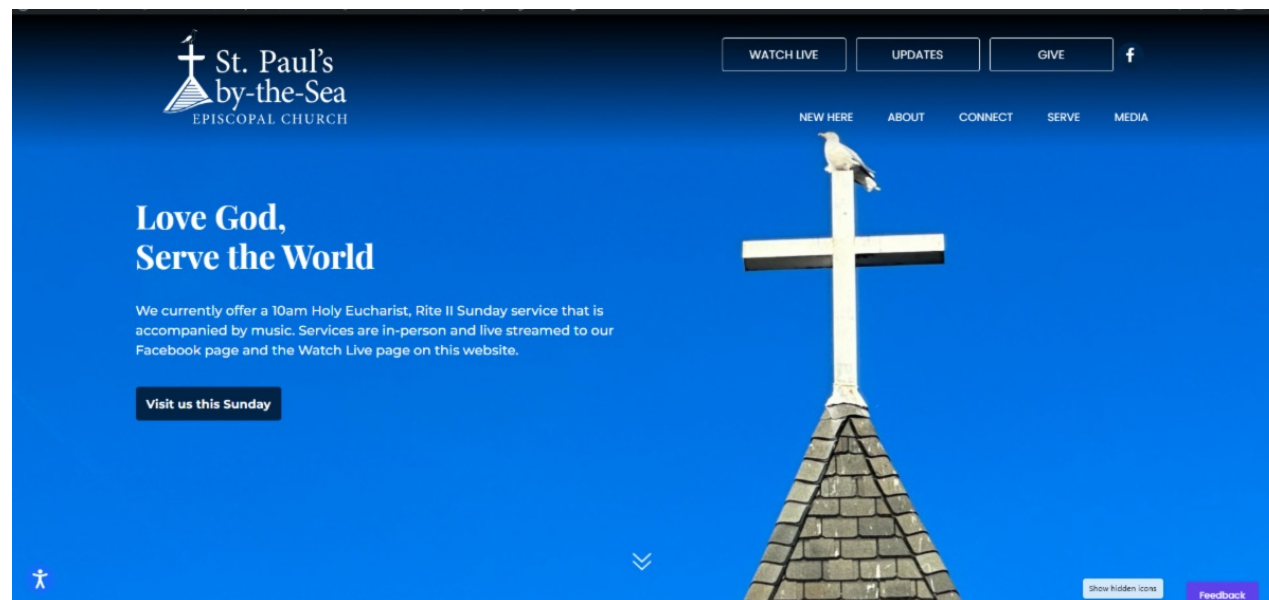 St. Paul's
by-the-Sea
EPISCOPAL CHURCH
WATCH LIVE
UPDATES
GIVE
f
NEW HERE
ABOUT
CONNECT
SERVE
MEDIA
Love God,
Serve the World
We currently offer a 10am Holy Eucharist, Rite II Sunday service that is
accompanied by music. Services are in-person and live streamed to our
Facebook page and the Watch Live page on this website.
Visit us this Sunday
Show hidden icons
Feedback